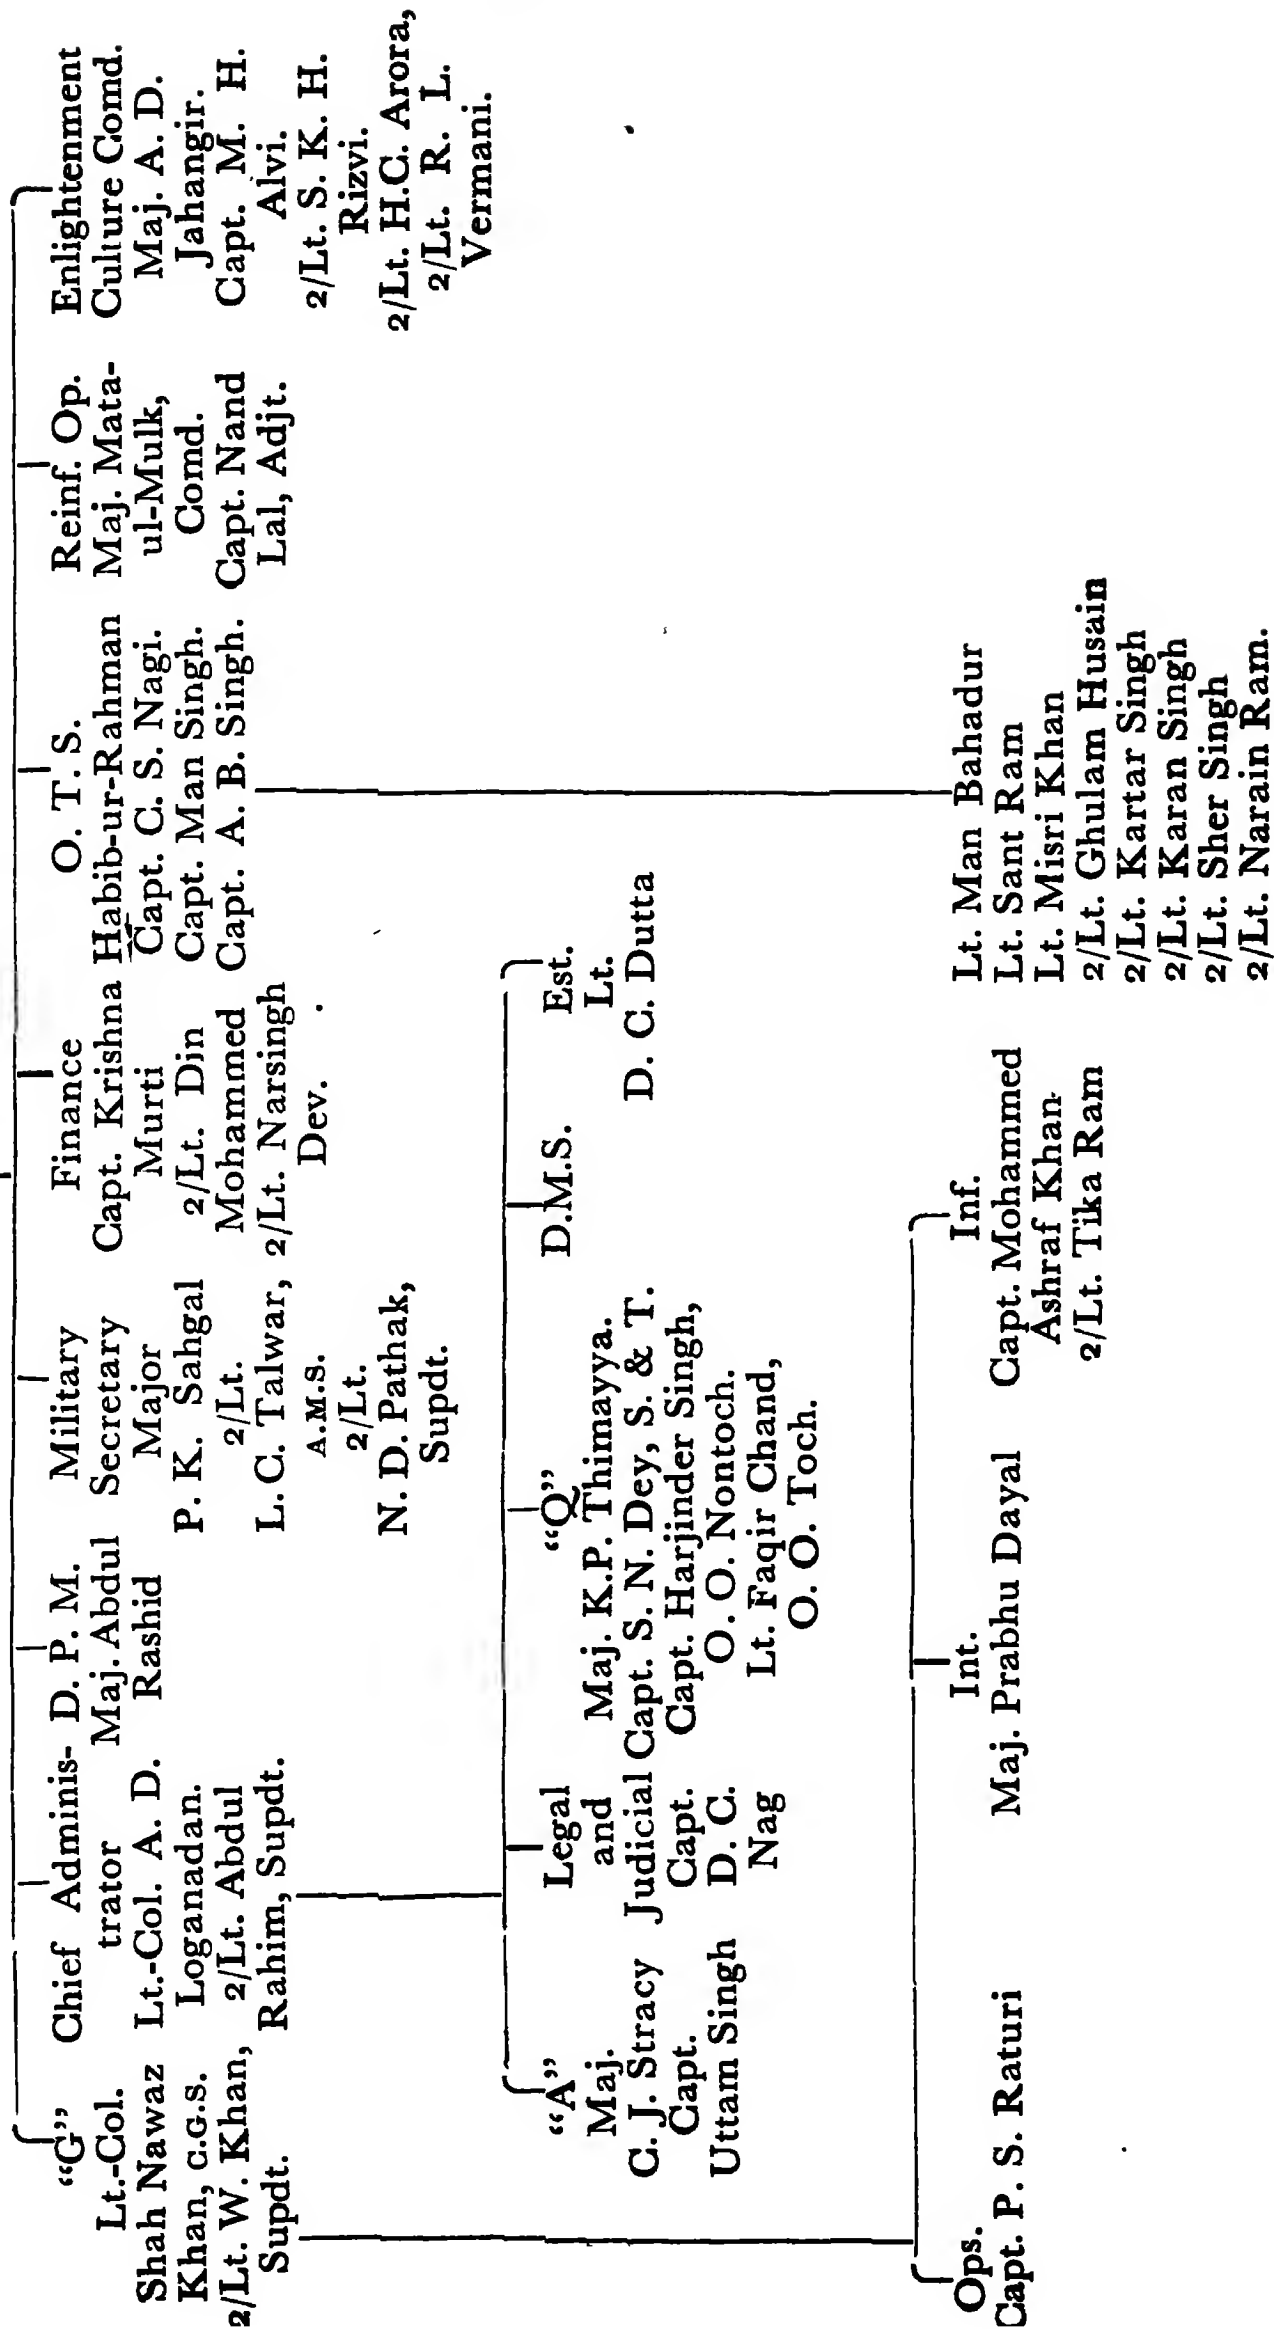 "G"
Lt.-Col.
Shah Nawaz
Khan, C.G.S.
2/Lt. W. Khan,
Supdt.
Chief Adminis-
trator
Lt.-Col. A. D.
Loganadan.
2/Lt. Abdul
Rahim, Supdt.
D. P. M.
Maj. Abdul
Rashid
Military
Secretary
Major
P. K. Sahgal
2/Lt.
L. C. Talwar,
A.M.S.
2/Lt.
N. D. Pathak,
Supdt.
Finance
Capt. Krishna
Murti
2/Lt. Din
Mohammed
2/Lt. Narsingh
Dev.
O. T. S.
Habib-ur-Rahman
Capt. C. S. Nagi.
Capt. Man Singh.
Capt. A. B. Singh.
Reinf. Op.
Maj. Mata-
ul-Mulk,
Comd.
Capt. Nand
Lal, Adjt.
Enlightenment
Culture Comd.
Maj. A. D.
Jahangir.
Capt. M. H.
Alvi.
2/Lt. S. K. H.
Rizvi.
2/Lt. H.C. Arora,
2/Lt. R. L.
Vermani.
"A"
Maj.
C. J. Stracy
Capt.
Uttam Singh
Legal
and
Judicial
Capt.
D. C.
Nag
"Q"
Maj. K.P. Thimayya.
Capt. S. N. Dey, S. & T.
Capt. Harjinder Singh,
O. O. Nontoch.
Lt. Faqir Chand,
O. O. Toch.
D.M.S.
Est.
Lt.
D. C. Dutta
Ops.
Capt. P. S. Raturi
Int.
Maj. Prabhu Dayal
Inf.
Capt. Mohammed
Ashraf Khan
2/Lt. Tika Ram
Lt. Man Bahadur
Lt. Sant Ram
Lt. Misri Khan
2/Lt. Ghulam Husain
2/Lt. Kartar Singh
2/Lt. Karan Singh
2/Lt. Sher Singh
2/Lt. Narain Ram.